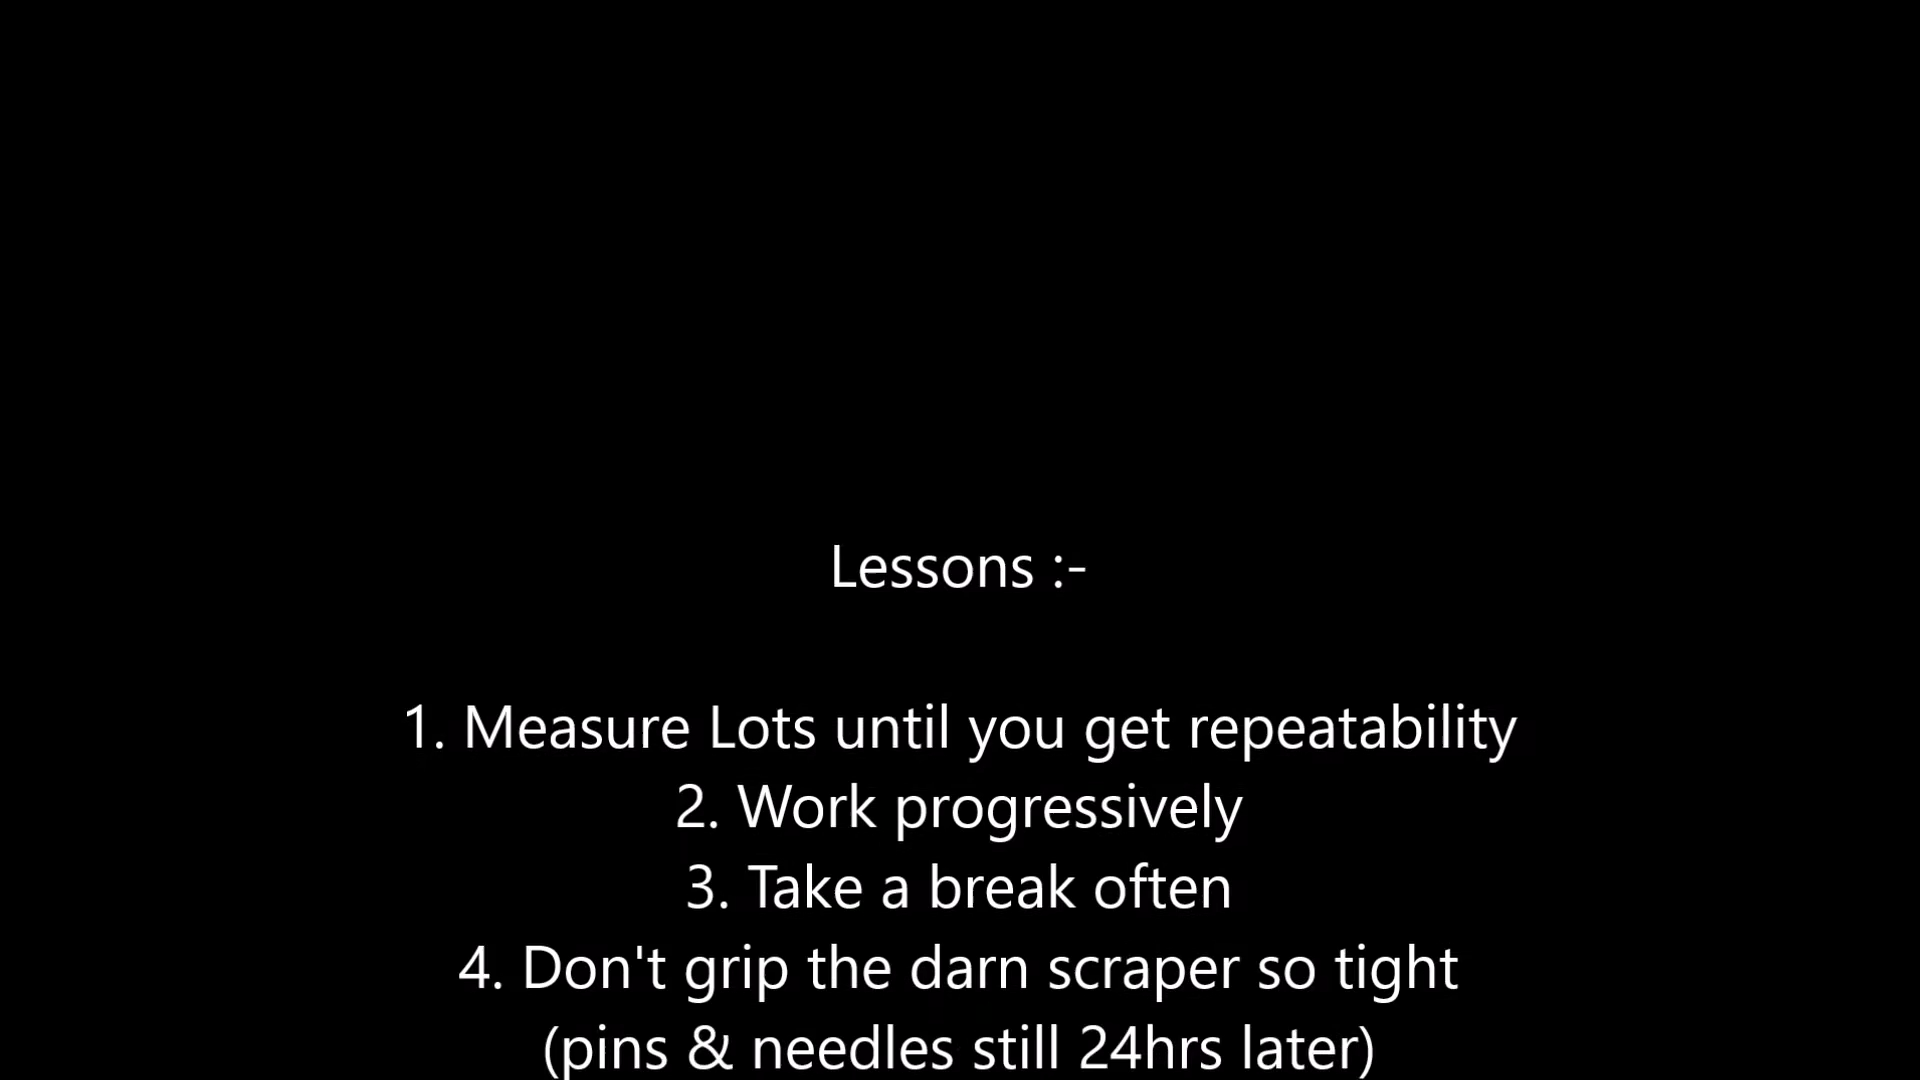 Lessons :-
1. Measure Lots until you get repeatability
2. Work progressively
3. Take a break often
4. Don't grip the darn scraper so tight
(pins & needles still 24hrs later)